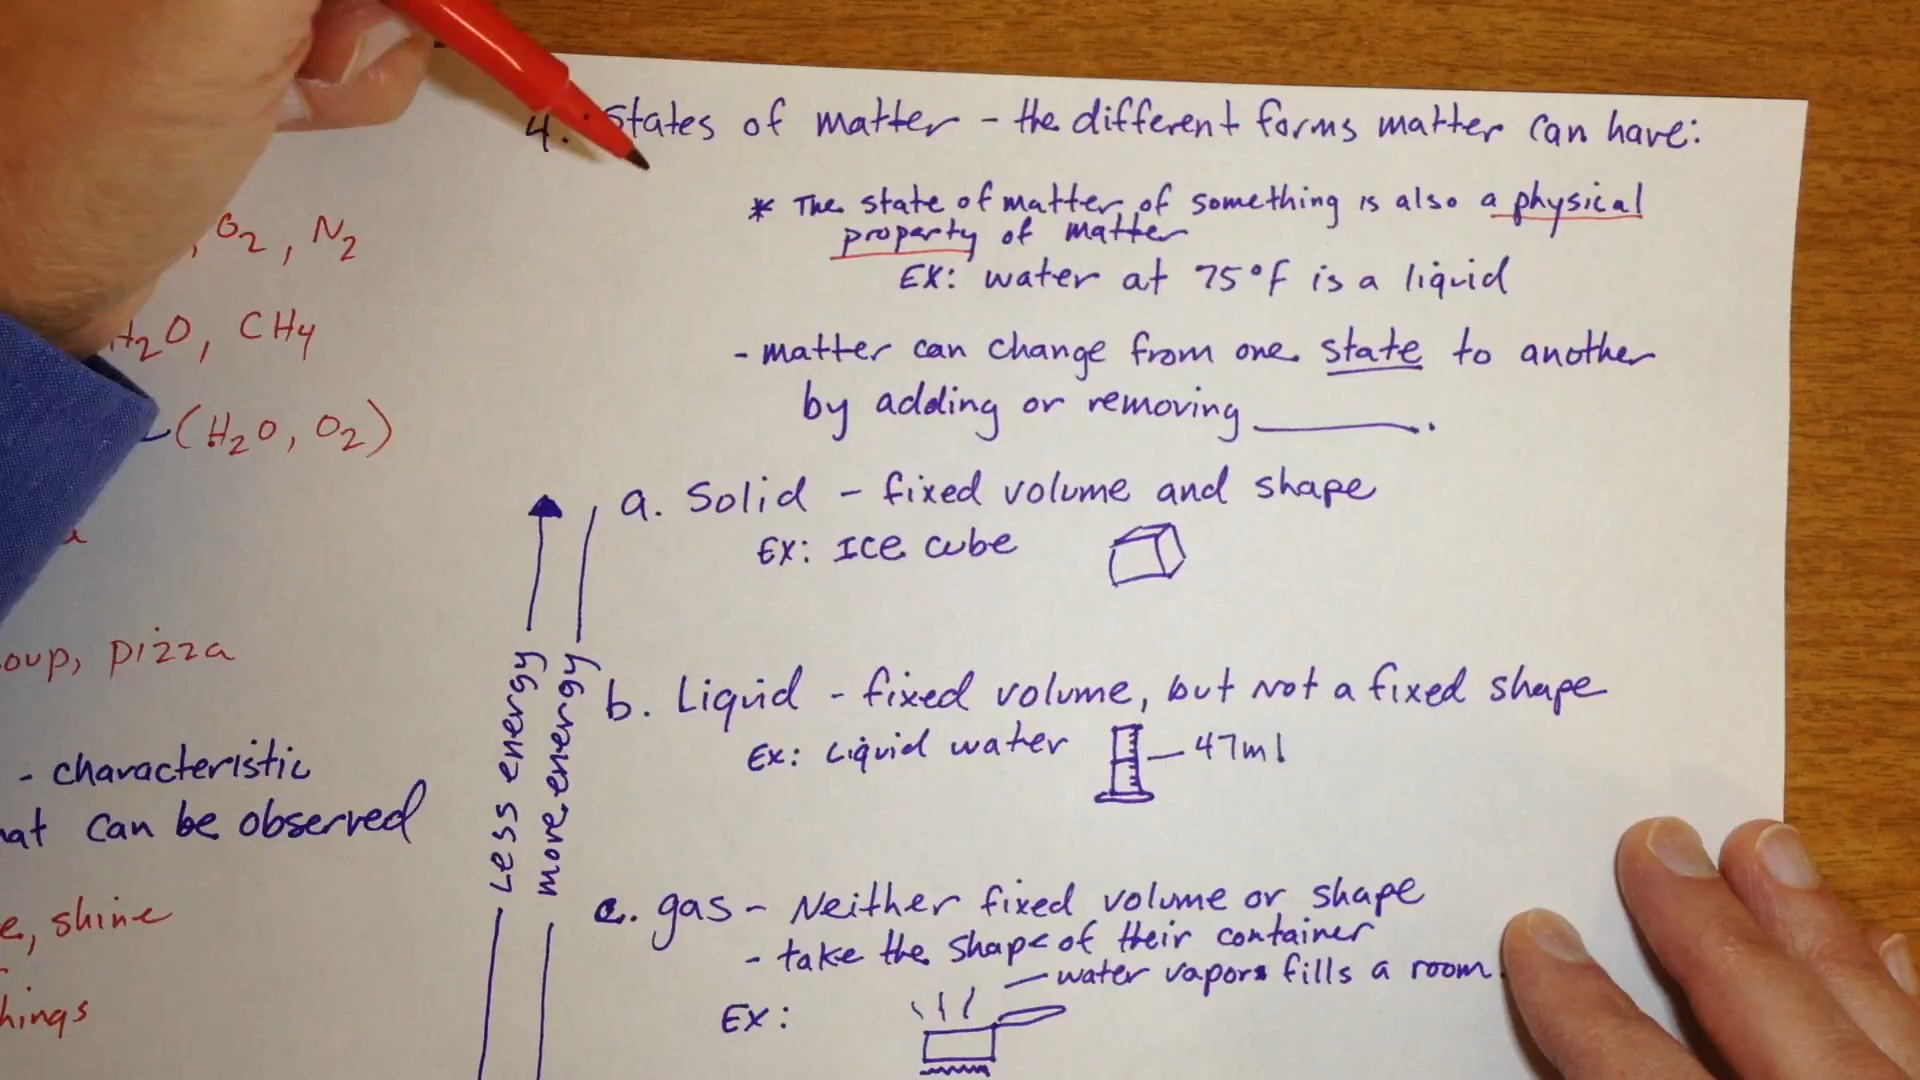 O2, N2
H2O, CH4
(H2O, O2)
pizza
- characteristic
can be observed
shine
4. States of matter - the different forms matter can have:
* The state of matter of something is also a physical
property of matter
EX: water at 75°F is a liquid
- matter can change from one state to another
by adding or removing ______.
a. Solid - fixed volume and shape
EX: Ice cube
b. Liquid - fixed volume, but not a fixed shape
Ex: Liquid water - 47ml
c. gas - Neither fixed volume or shape
- take the shape of their container
- water vapor fills a room.
Ex:
Less energy
more energy